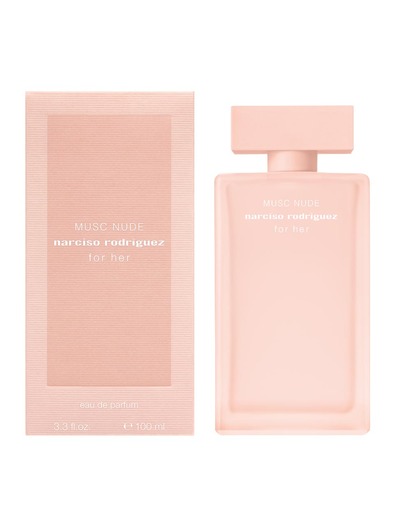 MUSC NUDE
narciso rodriguez
for her
eau de parfum
3.3 fl.oz. ℮ 100 ml
MUSC NUDE
narciso rodriguez
for her